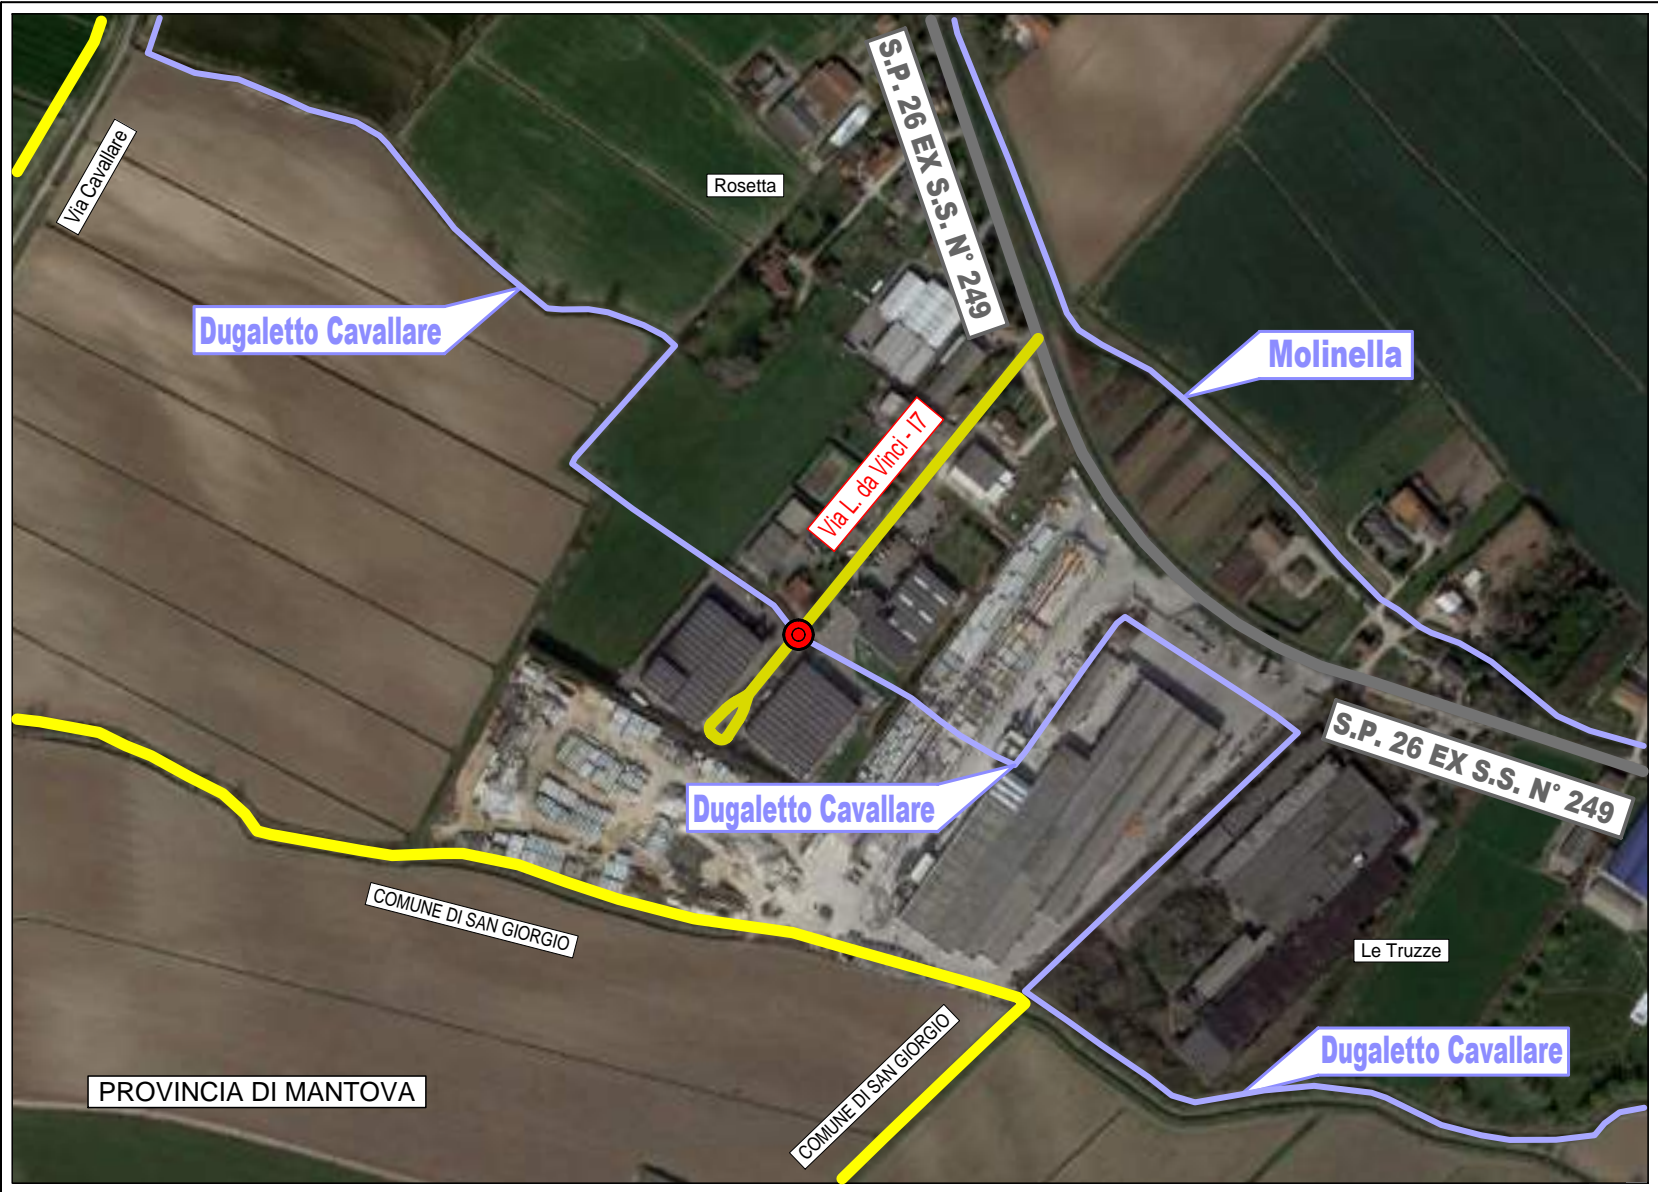 S.P. 26 EX S.S. N° 249
Via Cavallare
Rosetta
Dugaletto Cavallare
Molinella
Via L. da Vinci - I7
S.P. 26 EX S.S. N° 249
Dugaletto Cavallare
COMUNE DI SAN GIORGIO
Le Truzze
Dugaletto Cavallare
COMUNE DI SAN GIORGIO
PROVINCIA DI MANTOVA